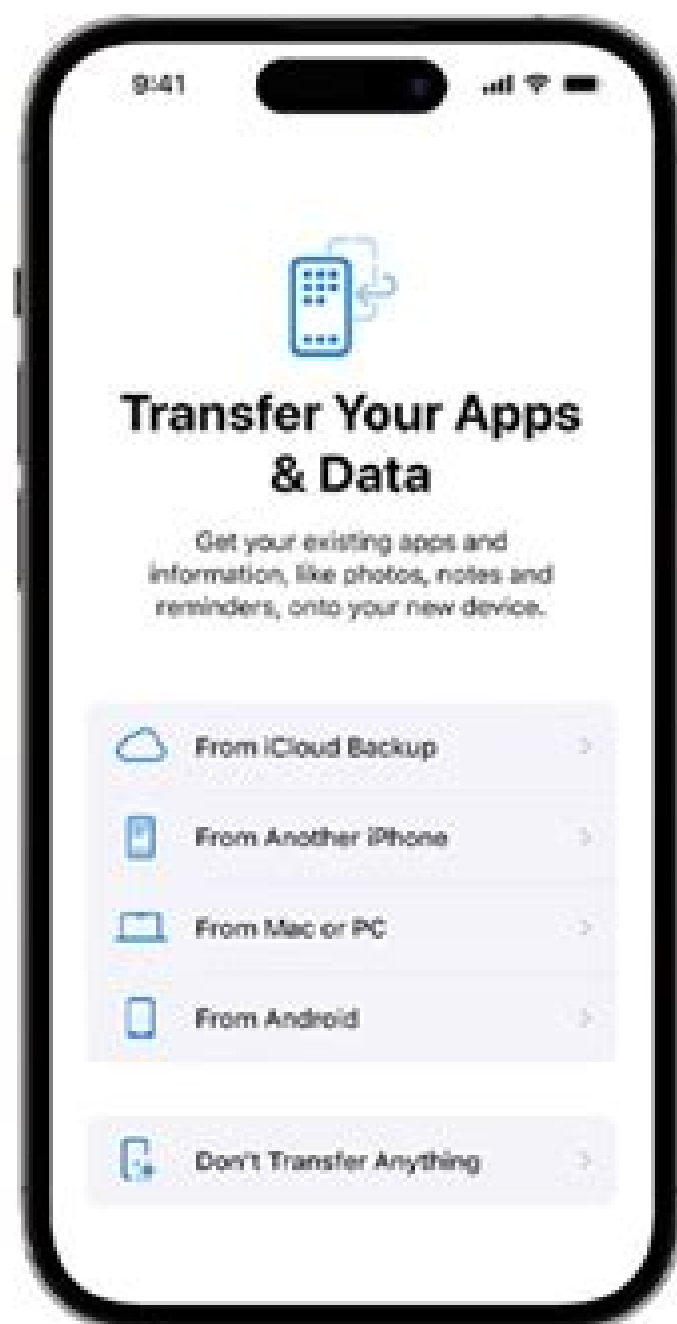 9:41
Transfer Your Apps
& Data
Get your existing apps and
information, like photos, notes and
reminders, onto your new device.
From iCloud Backup
From Another iPhone
From Mac or PC
From Android
Don't Transfer Anything